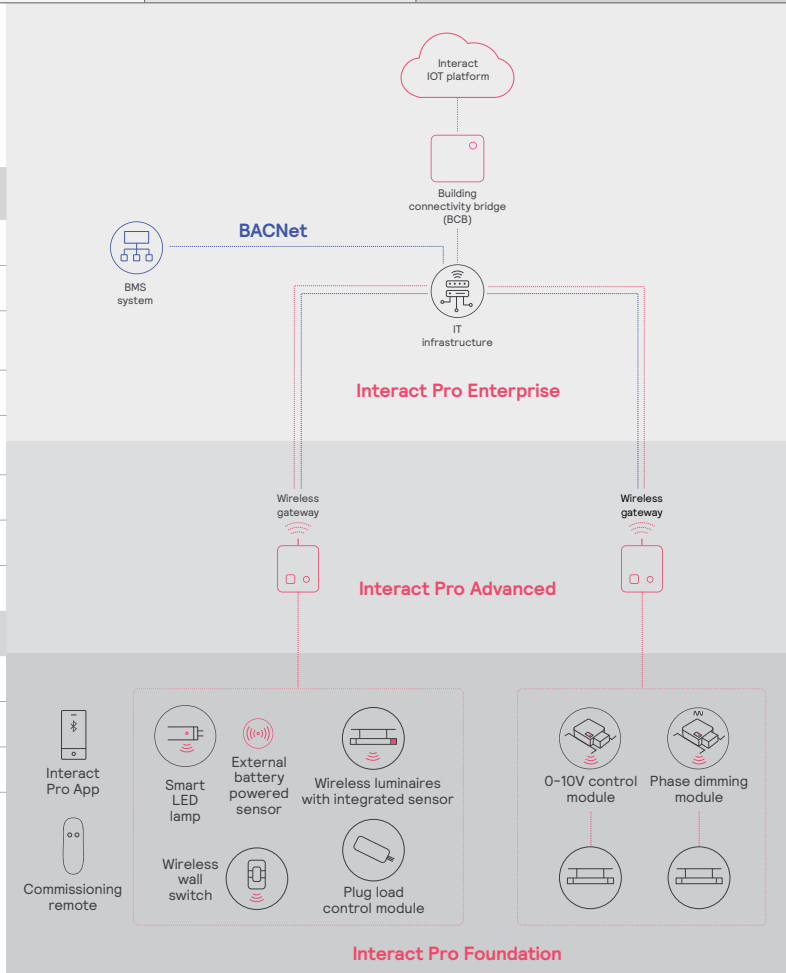 Interact
IOT platform
Building
connectivity bridge
(BCB)
BACNet
BMS
system
IT
infrastructure
Interact Pro Enterprise
Wireless
gateway
Wireless
gateway
Interact Pro Advanced
Interact
Pro App
Commissioning
remote
Smart
LED
lamp
External
battery
powered
sensor
Wireless luminaires
with integrated sensor
Wireless
wall
switch
Plug load
control module
0-10V control
module
Phase dimming
module
Interact Pro Foundation